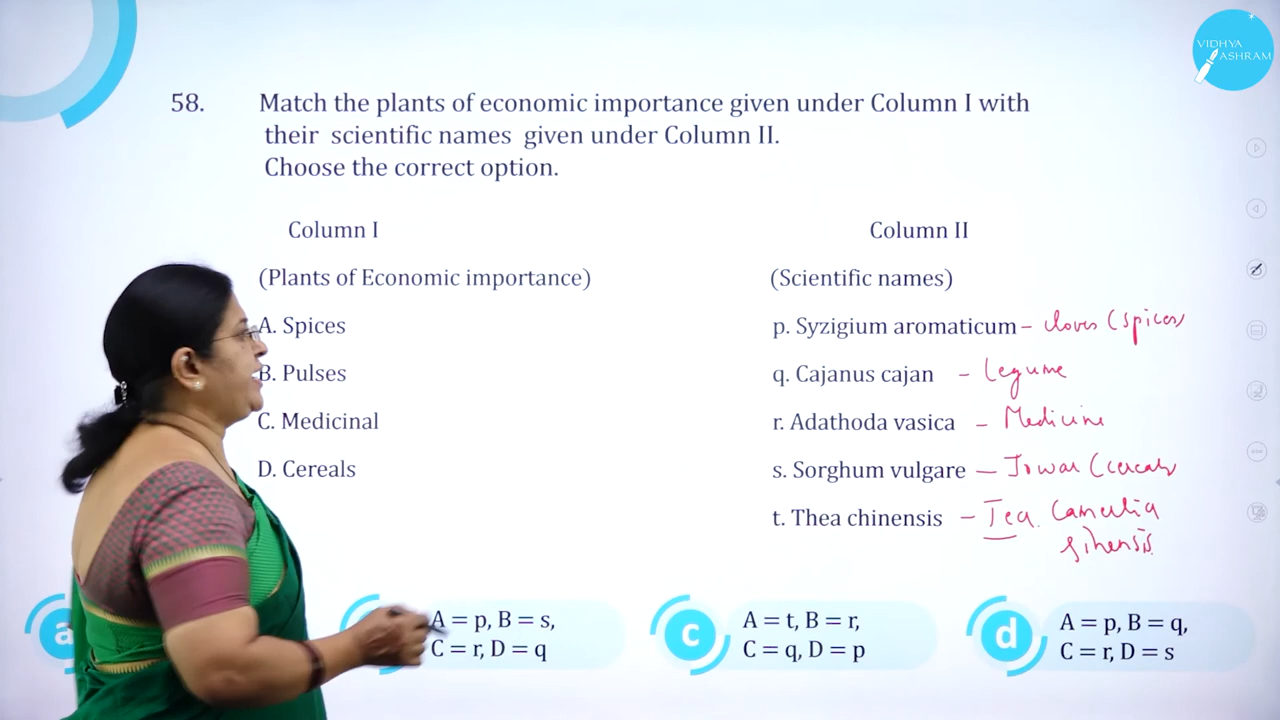 VIDHYA
ASHRAM
58. Match the plants of economic importance given under Column I with
their scientific names given under Column II.
Choose the correct option.
Column I Column II
(Plants of Economic importance) (Scientific names)
A. Spices p. Syzigium aromaticum – cloves (spices)
B. Pulses q. Cajanus cajan – Legume
C. Medicinal r. Adathoda vasica – Medicine
D. Cereals s. Sorghum vulgare – Jowar (cereals
t. Thea chinensis – Tea. Camellia
sinensis.
a
A = p, B = s,
C = r, D = q
c A = t, B = r,
C = q, D = p
d A = p, B = q,
C = r, D = s